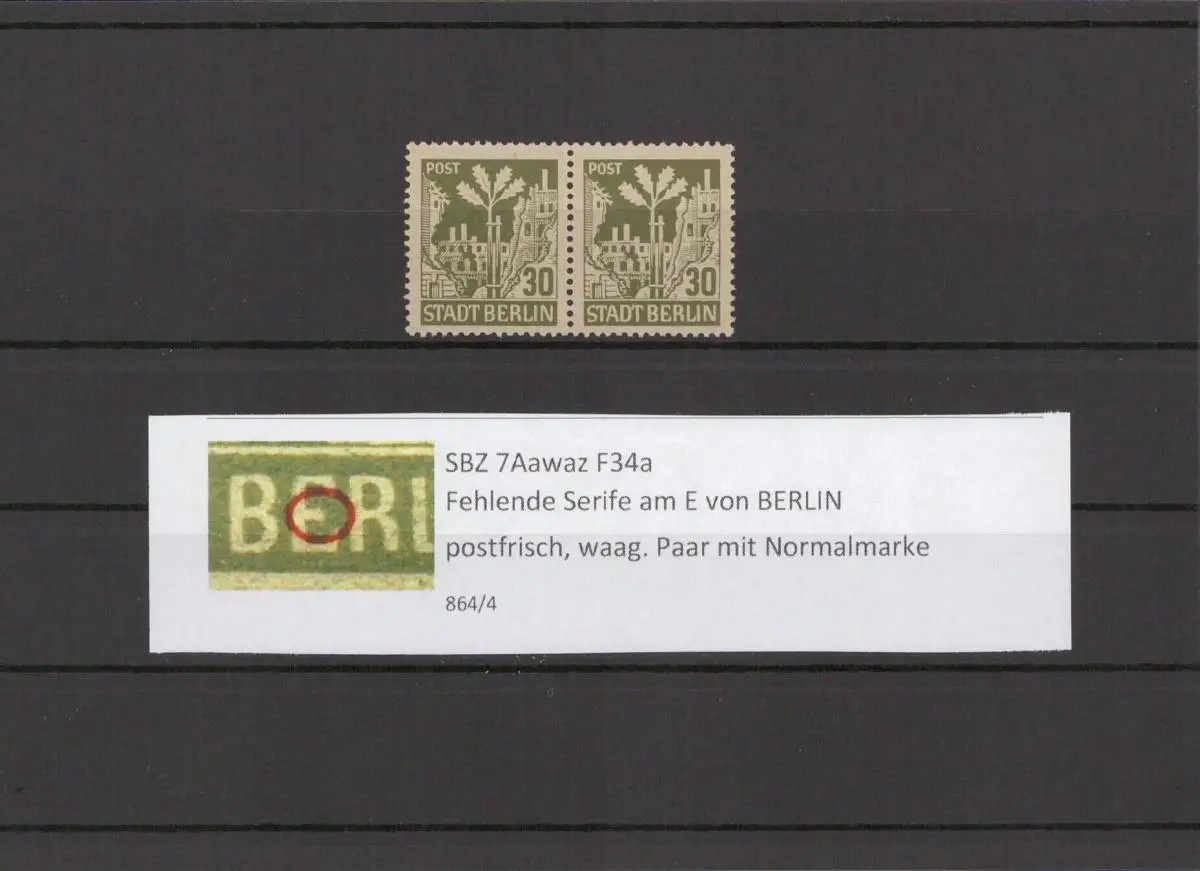 POST POST
30 30
STADT BERLIN STADT BERLIN
BERL
SBZ 7Aawaz F34a
Fehlende Serife am E von BERLIN
postfrisch, waag. Paar mit Normalmarke
864/4